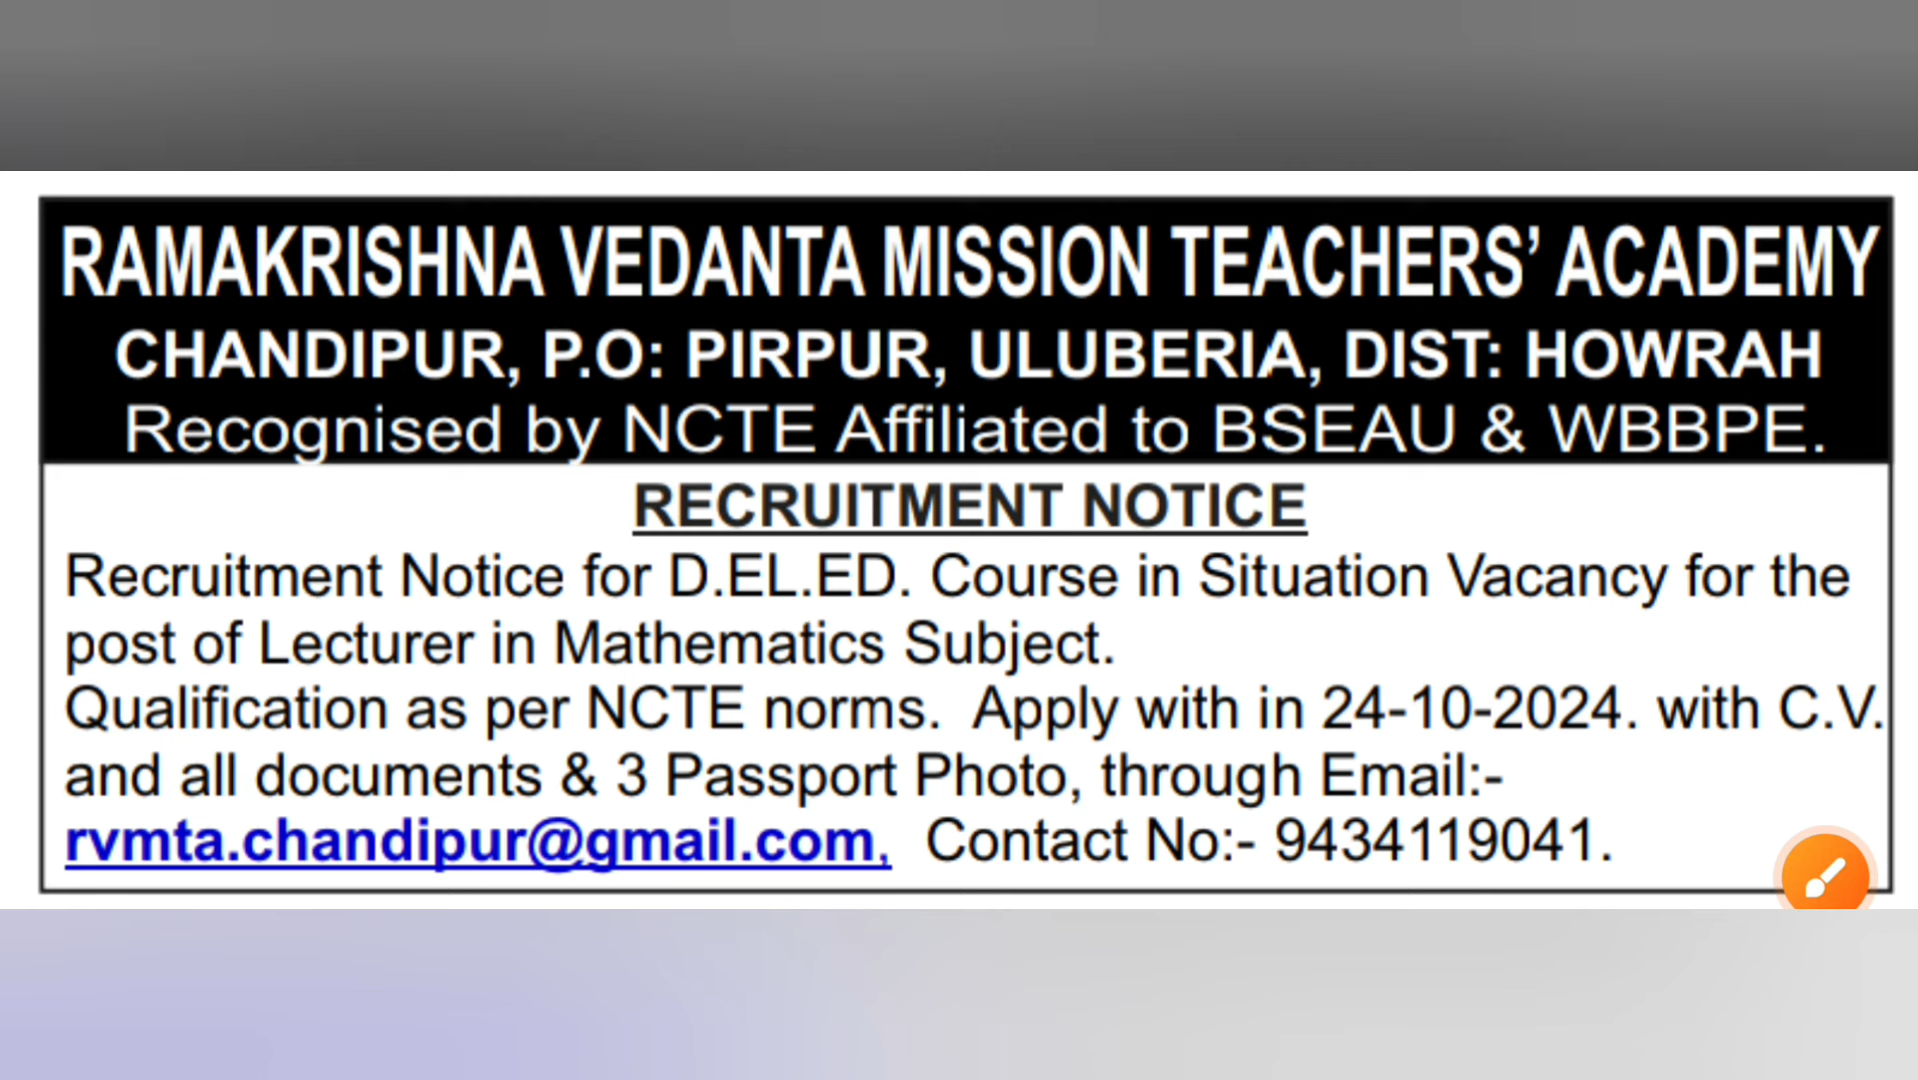 RAMAKRISHNA VEDANTA MISSION TEACHERS’ ACADEMY
CHANDIPUR, P.O: PIRPUR, ULUBERIA, DIST: HOWRAH
Recognised by NCTE Affiliated to BSEAU & WBBPE.
RECRUITMENT NOTICE
Recruitment Notice for D.EL.ED. Course in Situation Vacancy for the
post of Lecturer in Mathematics Subject.
Qualification as per NCTE norms. Apply with in 24-10-2024. with C.V.
and all documents & 3 Passport Photo, through Email:-
rvmta.chandipur@gmail.com, Contact No:- 9434119041.